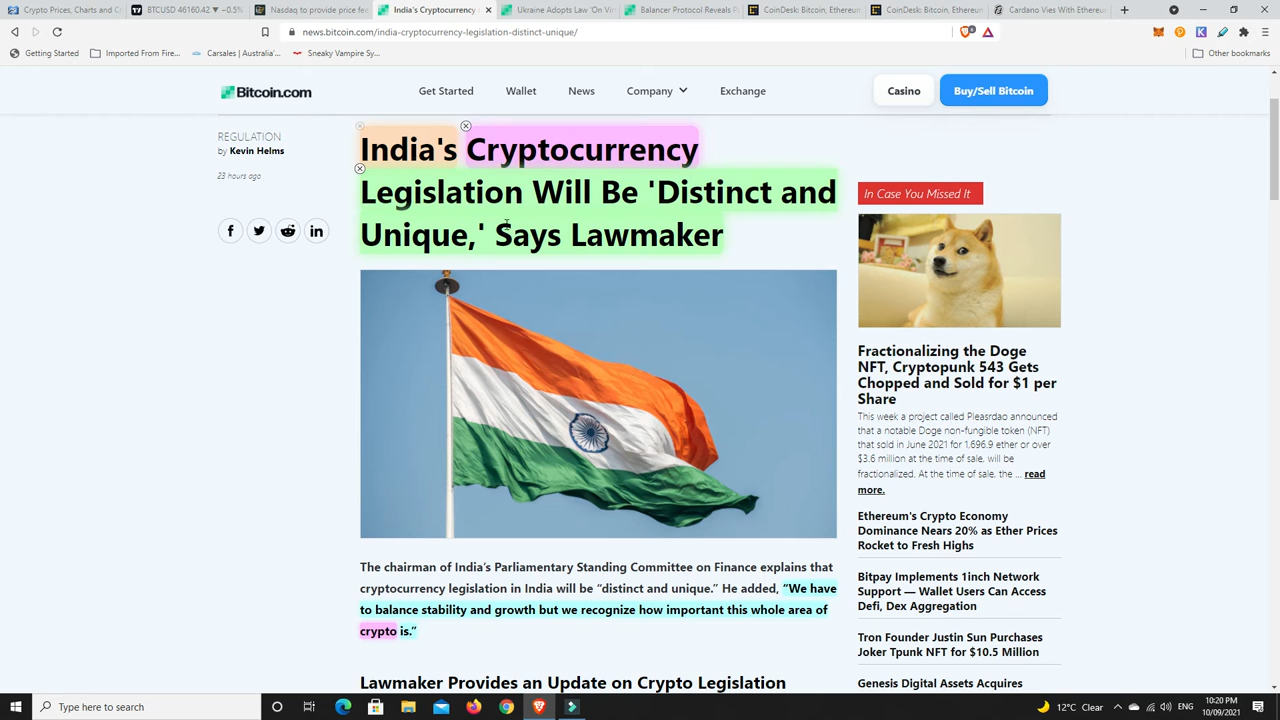 Crypto Prices, Charts and Cr
BTCUSD 46160.42 ▼ −0.5%
Nasdaq to provide price fee
India's Cryptocurrency
Ukraine Adopts Law 'On Vir
Balancer Protocol Reveals P
CoinDesk: Bitcoin, Ethereum
CoinDesk: Bitcoin, Ethereum
Cardano Vies With Ethereu
news.bitcoin.com/india-cryptocurrency-legislation-distinct-unique/
Getting Started
Imported From Fire...
Carsales | Australia'...
Sneaky Vampire Sy...
Other bookmarks
Bitcoin.com
Get Started
Wallet
News
Company
Exchange
Casino
Buy/Sell Bitcoin
REGULATION
by Kevin Helms
23 hours ago
India's Cryptocurrency
Legislation Will Be 'Distinct and
Unique,' Says Lawmaker
The chairman of India's Parliamentary Standing Committee on Finance explains that
cryptocurrency legislation in India will be “distinct and unique.” He added, “We have
to balance stability and growth but we recognize how important this whole area of
crypto is.”
Lawmaker Provides an Update on Crypto Legislation
In Case You Missed It
Fractionalizing the Doge
NFT, Cryptopunk 543 Gets
Chopped and Sold for $1 per
Share
This week a project called Pleasrdao announced
that a notable Doge non-fungible token (NFT)
that sold in June 2021 for 1,696.9 ether or over
$3.6 million at the time of sale, will be
fractionalized. At the time of sale, the ... read
more.
Ethereum's Crypto Economy
Dominance Nears 20% as Ether Prices
Rocket to Fresh Highs
Bitpay Implements 1inch Network
Support — Wallet Users Can Access
Defi, Dex Aggregation
Tron Founder Justin Sun Purchases
Joker Tpunk NFT for $10.5 Million
Genesis Digital Assets Acquires
Type here to search
12°C Clear
ENG
10:20 PM
10/09/2021